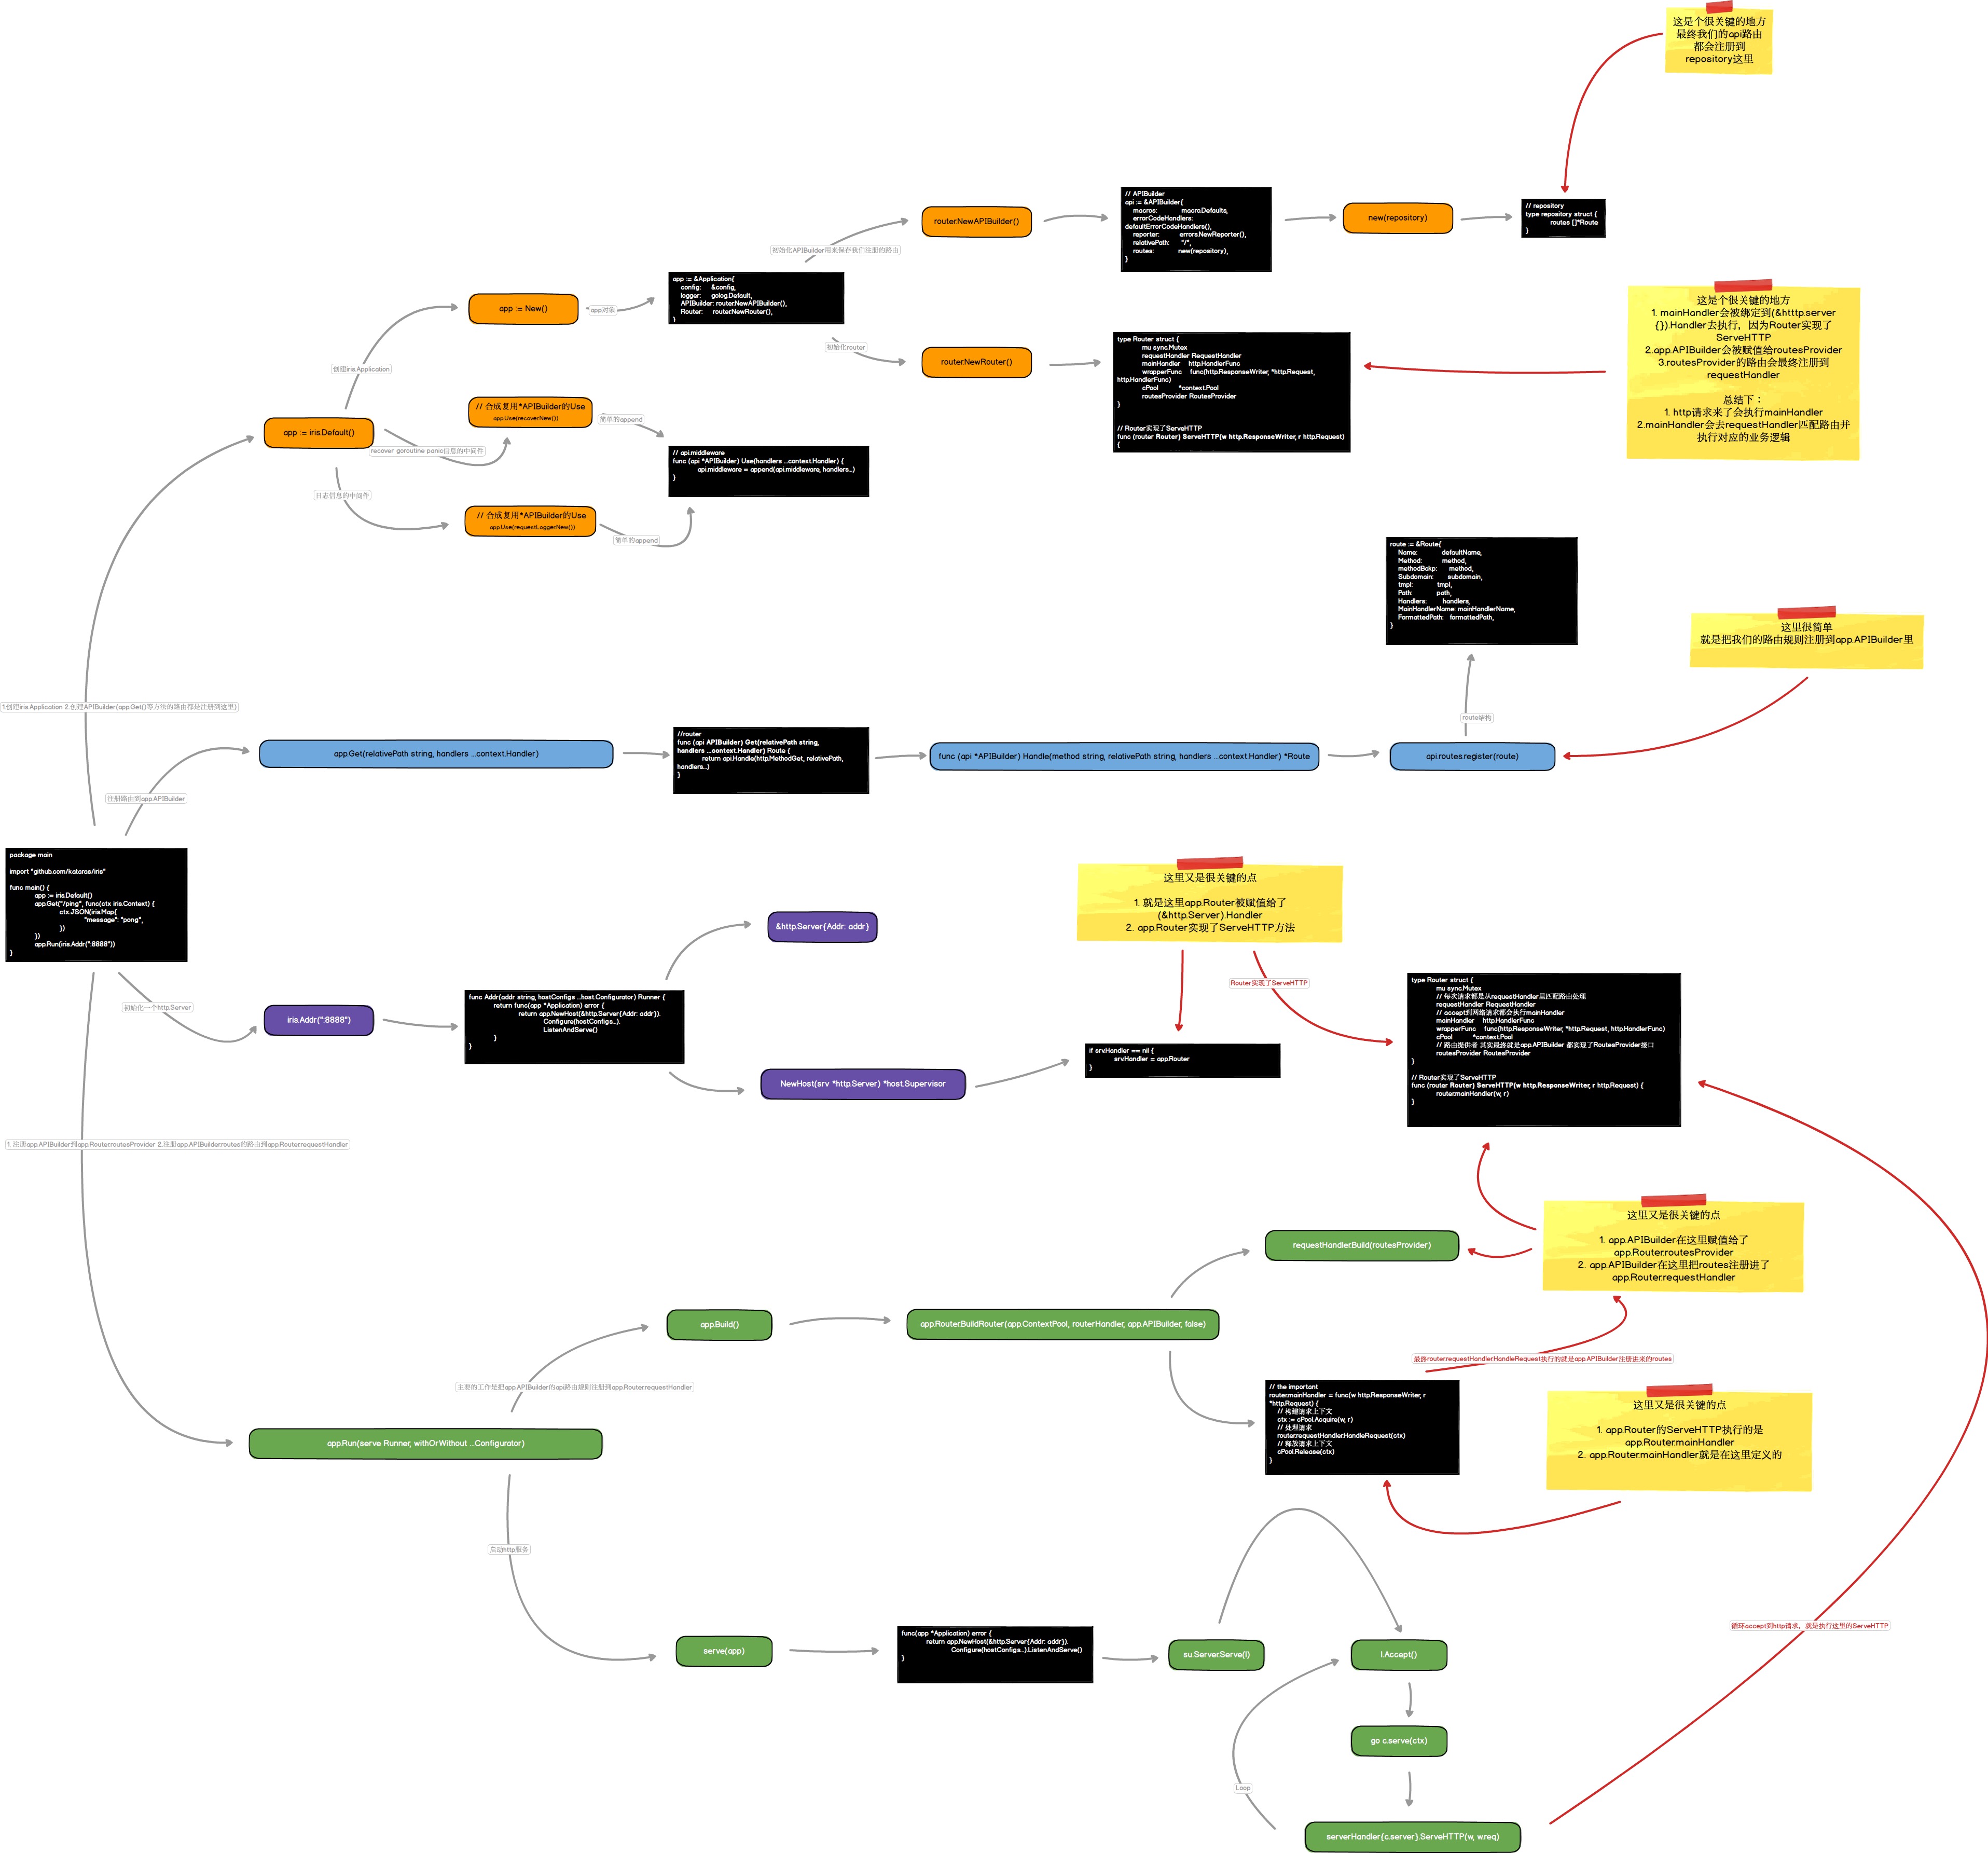 这是个很关键的地方
最终我们的api路由
都会注册到
repository这里
// APIBuilder
api := &APIBuilder{
macros: macro.Defaults,
errorCodeHandlers:
defaultErrorCodeHandlers(),
reporter: errors.NewReporter(),
relativePath: "/",
routes: new(repository),
}
router.NewAPIBuilder()
new(repository)
// repository
type repository struct {
routes []*Route
}
初始化APIBuilder用来保存我们注册的路由
app := &Application{
config: &config,
logger: golog.Default,
APIBuilder: router.NewAPIBuilder(),
Router: router.NewRouter(),
}
app := New()
app对象
这是个很关键的地方
1. mainHandler会被绑定到(&htttp.server
{}).Handler去执行，因为Router实现了
ServeHTTP
2.app.APIBuilder会被赋值给routesProvider
3.routesProvider的路由会最终注册到
requestHandler
总结下：
1. http请求来了会执行mainHandler
2.mainHandler会去requestHandler匹配路由并
执行对应的业务逻辑
初始化router
router.NewRouter()
type Router struct {
mu sync.Mutex
requestHandler RequestHandler
mainHandler http.HandlerFunc
wrapperFunc func(http.ResponseWriter, *http.Request,
http.HandlerFunc)
cPool *context.Pool
routesProvider RoutesProvider
}
// Router实现了ServeHTTP
func (router Router) ServeHTTP(w http.ResponseWriter, r http.Request)
{
创建iris.Application
app := iris.Default()
// 合成复用*APIBuilder的Use
app.Use(recover.New())
简单的append
recover goroutine panic信息的中间件
// api.middleware
func (api *APIBuilder) Use(handlers ...context.Handler) {
api.middleware = append(api.middleware, handlers...)
}
日志信息的中间件
// 合成复用*APIBuilder的Use
app.Use(requestLogger.New())
简单的append
route := &Route{
Name: defaultName,
Method: method,
methodBckp: method,
Subdomain: subdomain,
tmpl: tmpl,
Path: path,
Handlers: handlers,
MainHandlerName: mainHandlerName,
FormattedPath: formattedPath,
}
这里很简单
就是把我们的路由规则注册到app.APIBuilder里
1.创建iris.Application 2.创建APIBuilder(app.Get()等方法的路由都是注册到这里)
route结构
app.Get(relativePath string, handlers ...context.Handler)
//router
func (api APIBuilder) Get(relativePath string,
handlers ...context.Handler) Route {
return api.Handle(http.MethodGet, relativePath,
handlers...)
}
func (api *APIBuilder) Handle(method string, relativePath string, handlers ...context.Handler) *Route
api.routes.register(route)
注册路由到app.APIBuilder
package main
import "github.com/kataras/iris"
func main() {
app := iris.Default()
app.Get("/ping", func(ctx iris.Context) {
ctx.JSON(iris.Map{
"message": "pong",
})
})
app.Run(iris.Addr(":8888"))
}
这里又是很关键的点
1. 就是这里app.Router被赋值给了
(&http.Server).Handler
2. app.Router实现了ServeHTTP方法
&http.Server{Addr: addr}
Router实现了ServeHTTP
初始化一个http.Server
iris.Addr(":8888")
func Addr(addr string, hostConfigs ...host.Configurator) Runner {
return func(app *Application) error {
return app.NewHost(&http.Server{Addr: addr}).
Configure(hostConfigs...).
ListenAndServe()
}
}
type Router struct {
mu sync.Mutex
// 每次请求都是从requestHandler里匹配路由处理
requestHandler RequestHandler
// accept到网络请求都会执行mainHandler
mainHandler http.HandlerFunc
wrapperFunc func(http.ResponseWriter, *http.Request, http.HandlerFunc)
cPool *context.Pool
// 路由提供者 其实最终就是app.APIBuilder 都实现了RoutesProvider接口
routesProvider RoutesProvider
}
// Router实现了ServeHTTP
func (router Router) ServeHTTP(w http.ResponseWriter, r http.Request) {
router.mainHandler(w, r)
}
if srv.Handler == nil {
srv.Handler = app.Router
}
NewHost(srv *http.Server) *host.Supervisor
1. 注册app.APIBuilder到app.Router.routesProvider 2.注册app.APIBuilder.routes的路由到app.Router.requestHandler
这里又是很关键的点
1. app.APIBuilder在这里赋值给了
app.Router.routesProvider
2. app.APIBuilder在这里把routes注册进了
app.Router.requestHandler
requestHandler.Build(routesProvider)
app.Build()
app.Router.BuildRouter(app.ContextPool, routerHandler, app.APIBuilder, false)
最终router.requestHandler.HandleRequest执行的就是app.APIBuilder注册进来的routes
主要的工作是把app.APIBuilder的api路由规则注册到app.Router.requestHandler
// the important
router.mainHandler = func(w http.ResponseWriter, r
*http.Request) {
// 构建请求上下文
ctx := cPool.Acquire(w, r)
// 处理请求
router.requestHandler.HandleRequest(ctx)
// 释放请求上下文
cPool.Release(ctx)
}
这里又是很关键的点
1. app.Router的ServeHTTP执行的是
app.Router.mainHandler
2. app.Router.mainHandler就是在这里定义的
app.Run(serve Runner, withOrWithout ...Configurator)
启动http服务
循环accept到http请求，就是执行这里的ServeHTTP
serve(app)
func(app *Application) error {
return app.NewHost(&http.Server{Addr: addr}).
Configure(hostConfigs...).ListenAndServe()
}
su.Server.Serve(l)
l.Accept()
go c.serve(ctx)
Loop
serverHandler{c.server}.ServeHTTP(w, w.req)